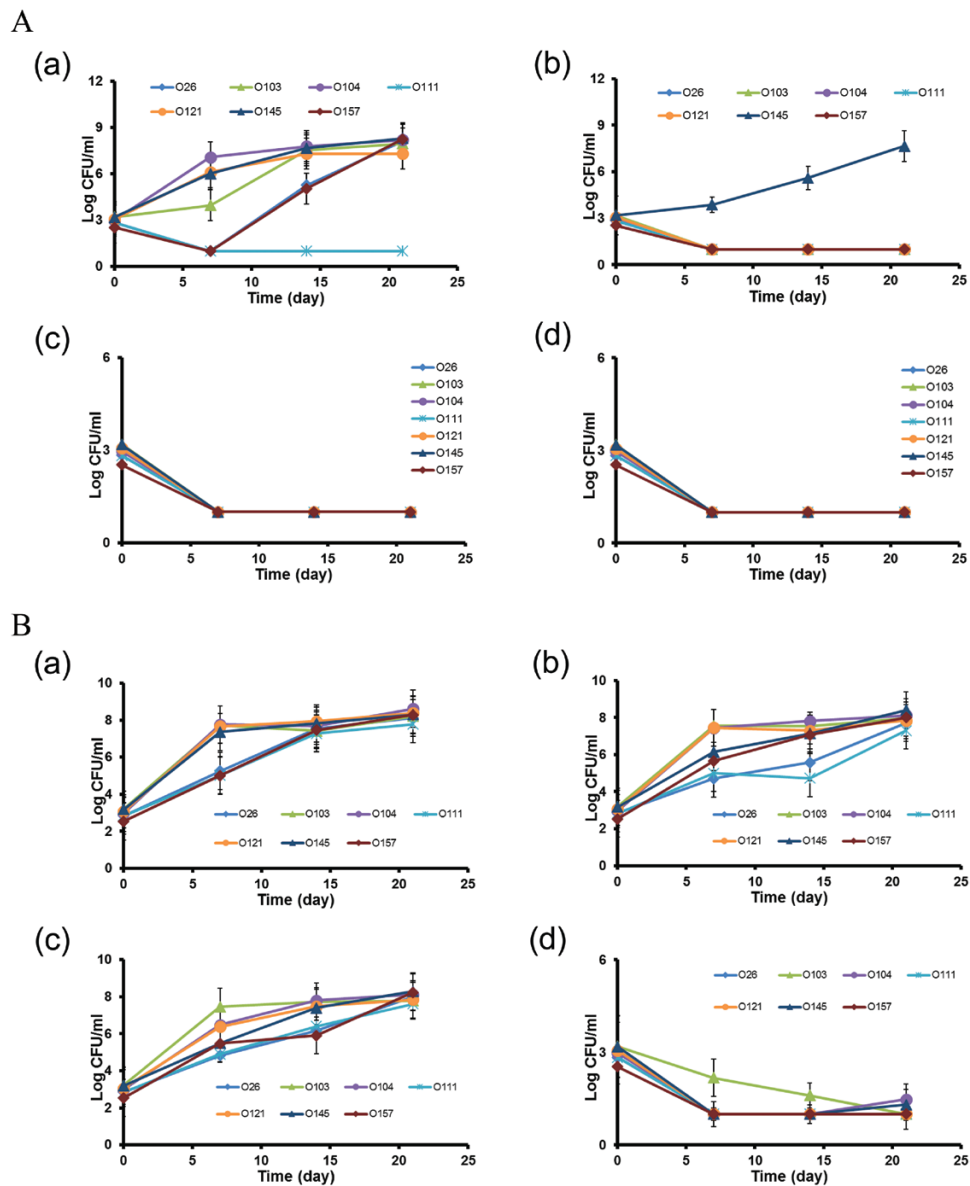 A
(a)
O26 O103 O104 O111
O121 O145 O157
12
9
6
3
0
Log CFU/ml
0 5 10 15 20 25
Time (day)
(b)
O26 O103 O104 O111
O121 O145 O157
12
9
6
3
0
Log CFU/ml
0 5 10 15 20 25
Time (day)
(c)
O26
O103
O104
O111
O121
O145
O157
6
3
0
Log CFU/ml
0 5 10 15 20 25
Time (day)
(d)
O26
O103
O104
O111
O121
O145
O157
6
3
0
Log CFU/ml
0 5 10 15 20 25
Time (day)
B
(a)
10
8
6
4
2
0
Log CFU/ml
O26 O103 O104 O111
O121 O145 O157
0 5 10 15 20 25
Time (day)
(b)
10
8
6
4
2
0
Log CFU/ml
O26 O103 O104 O111
O121 O145 O157
0 5 10 15 20 25
Time (day)
(c)
10
8
6
4
2
0
Log CFU/ml
O26 O103 O104 O111
O121 O145 O157
0 5 10 15 20 25
Time (day)
(d)
6
3
0
Log CFU/ml
O26 O103 O104 O111
O121 O145 O157
0 5 10 15 20 25
Time (day)